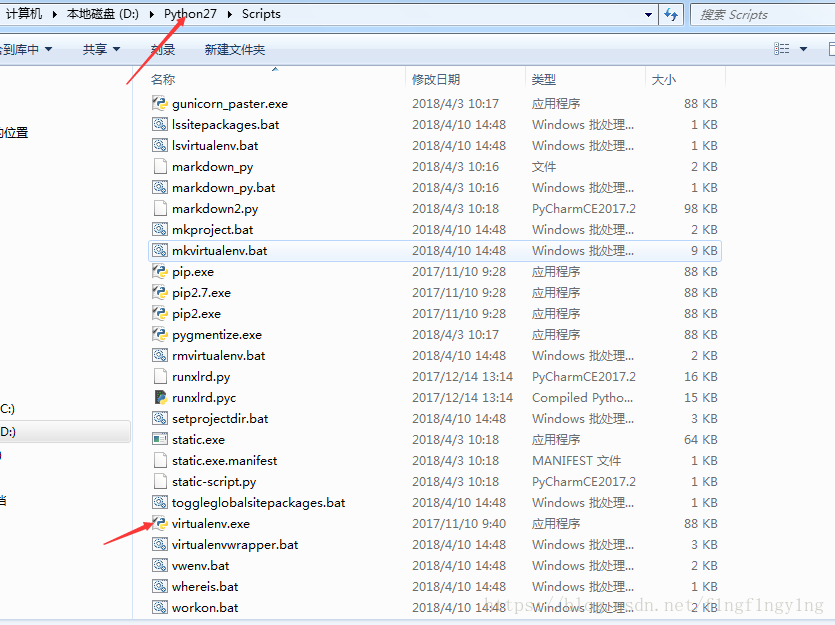 计算机 ▸ 本地磁盘 (D:) ▸ Python27 ▸ Scripts 搜索 Scripts
到库中 共享 刻录 新建文件夹
名称 修改日期 类型 大小
gunicorn_paster.exe 2018/4/3 10:17 应用程序 88 KB
lssitepackages.bat 2018/4/10 14:48 Windows 批处理... 1 KB
的位置
lsvirtualenv.bat 2018/4/10 14:48 Windows 批处理... 1 KB
markdown_py 2018/4/3 10:16 文件 2 KB
markdown_py.bat 2018/4/3 10:16 Windows 批处理... 1 KB
markdown2.py 2018/4/3 10:18 PyCharmCE2017.2 98 KB
mkproject.bat 2018/4/10 14:48 Windows 批处理... 2 KB
mkvirtualenv.bat 2018/4/10 14:48 Windows 批处理... 9 KB
pip.exe 2017/11/10 9:28 应用程序 88 KB
pip2.7.exe 2017/11/10 9:28 应用程序 88 KB
pip2.exe 2017/11/10 9:28 应用程序 88 KB
pygmentize.exe 2018/4/3 10:17 应用程序 88 KB
rmvirtualenv.bat 2018/4/10 14:48 Windows 批处理... 2 KB
runxlrd.py 2017/12/14 13:14 PyCharmCE2017.2 16 KB
runxlrd.pyc 2017/12/14 13:14 Compiled Pytho... 15 KB
C:)
setprojectdir.bat 2018/4/10 14:48 Windows 批处理... 3 KB
D:)
static.exe 2018/4/3 10:18 应用程序 64 KB
static.exe.manifest 2018/4/3 10:18 MANIFEST 文件 1 KB
static-script.py 2018/4/3 10:18 PyCharmCE2017.2 1 KB
toggleglobalsitepackages.bat 2018/4/10 14:48 Windows 批处理... 1 KB
virtualenv.exe 2017/11/10 9:40 应用程序 88 KB
virtualenvwrapper.bat 2018/4/10 14:48 Windows 批处理... 3 KB
vwenv.bat 2018/4/10 14:48 Windows 批处理... 2 KB
whereis.bat 2018/4/10 14:48 Windows 批处理... 1 KB
workon.bat 2018/4/10 14:48 Windows 批处理... 2 KB
https://blog.csdn.net/f1ngf1ngy1ng